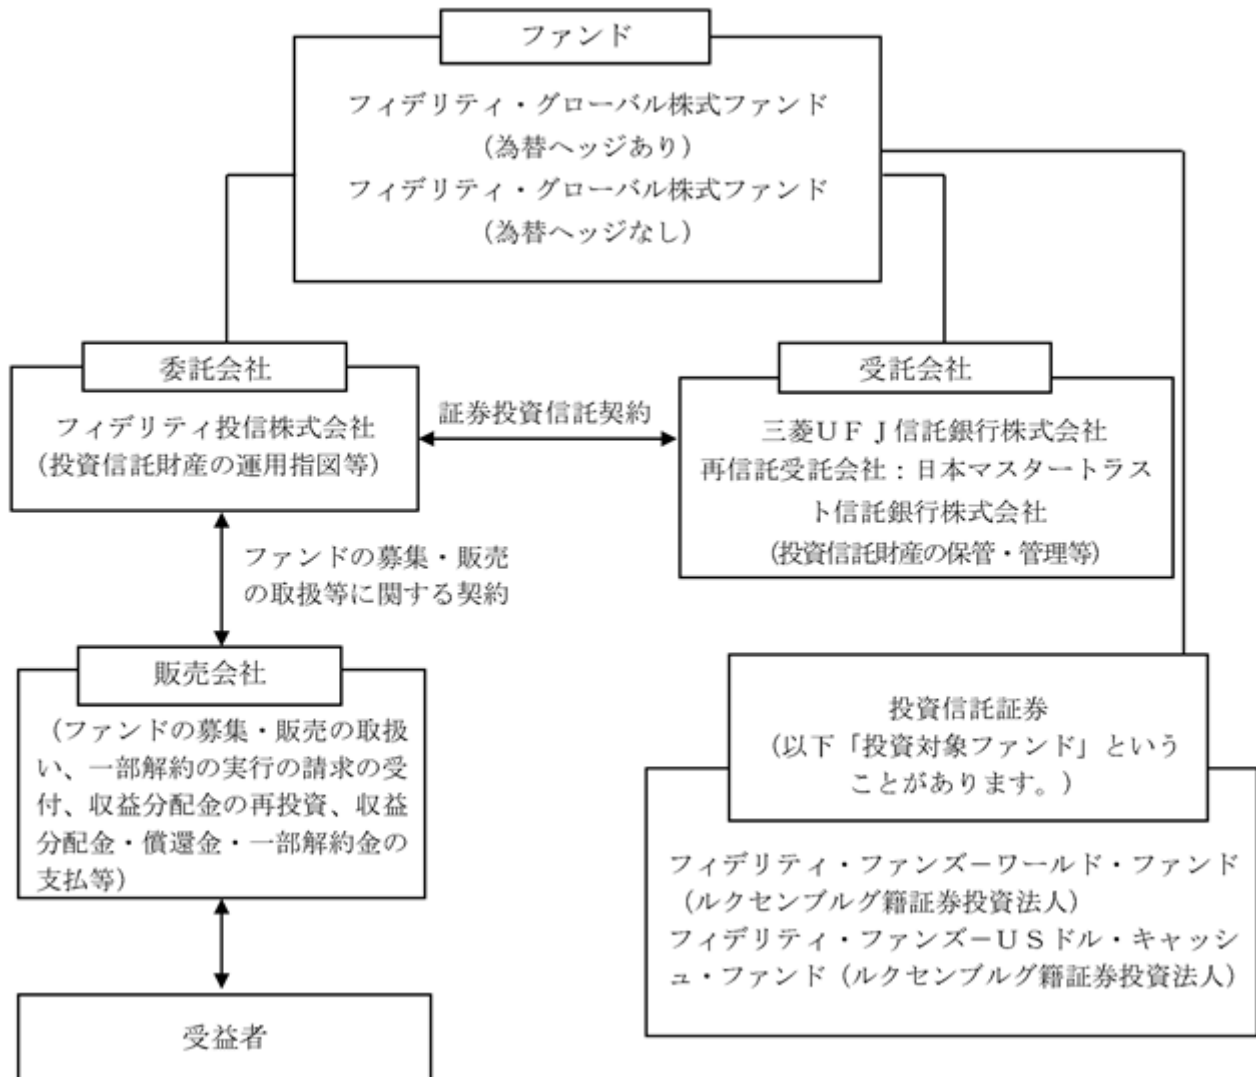 ファンド
フィデリティ・グローバル株式ファンド
（為替ヘッジあり）
フィデリティ・グローバル株式ファンド
（為替ヘッジなし）
委託会社
フィデリティ投信株式会社
（投資信託財産の運用指図等）
証券投資信託契約
受託会社
三菱ＵＦＪ信託銀行株式会社
再信託受託会社：日本マスタートラス
ト信託銀行株式会社
（投資信託財産の保管・管理等）
ファンドの募集・販売
の取扱等に関する契約
販売会社
（ファンドの募集・販売の取扱
い、一部解約の実行の請求の受
付、収益分配金の再投資、収益
分配金・償還金・一部解約金の
支払等）
投資信託証券
（以下「投資対象ファンド」という
ことがあります。）
フィデリティ・ファンズ－ワールド・ファンド
（ルクセンブルグ籍証券投資法人）
フィデリティ・ファンズ－ＵＳドル・キャッシ
ュ・ファンド（ルクセンブルグ籍証券投資法人）
受益者